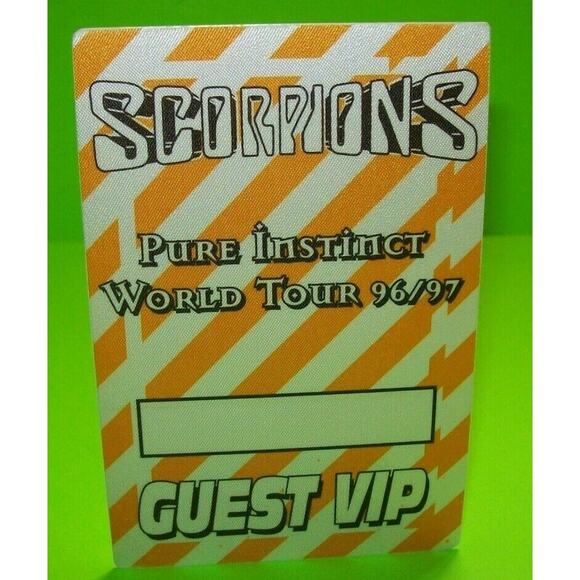 SCORPIONS
PURE INSTINCT
WORLD TOUR 96/97
GUEST VIP